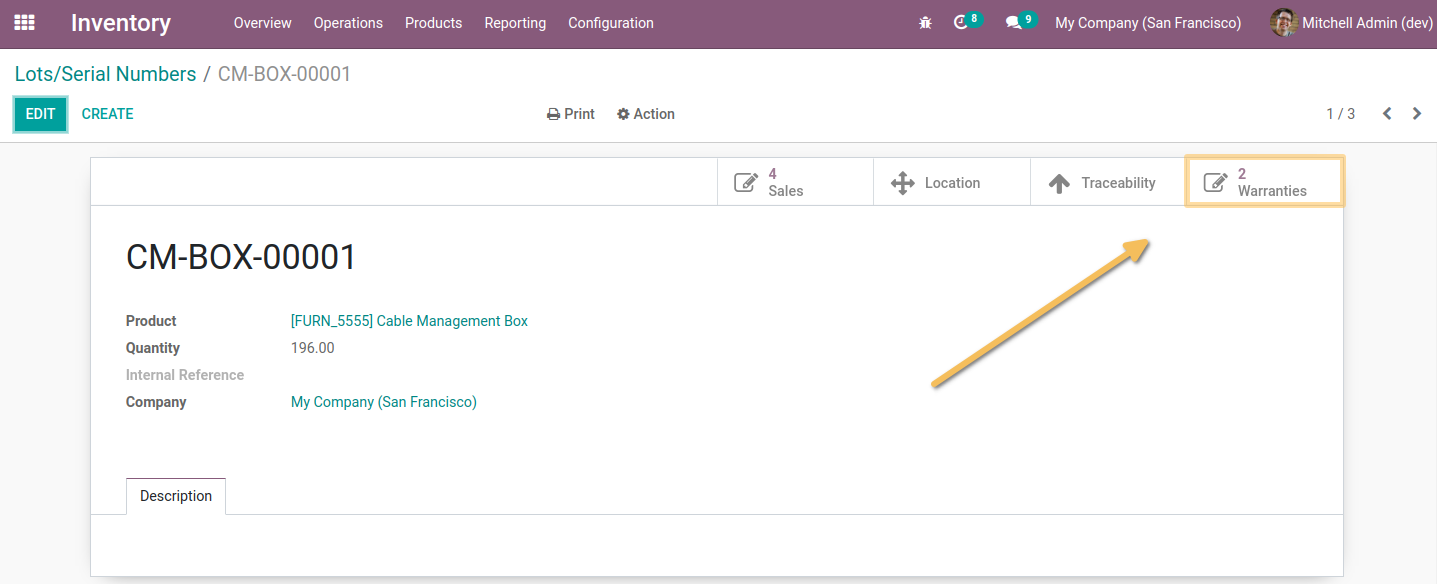 Inventory Overview Operations Products Reporting Configuration 8 9 My Company (San Francisco) Mitchell Admin (dev)
Lots/Serial Numbers / CM-BOX-00001
EDIT CREATE Print Action 1 / 3
4 Sales Location Traceability 2 Warranties
CM-BOX-00001
Product [FURN_5555] Cable Management Box
Quantity 196.00
Internal Reference
Company My Company (San Francisco)
Description